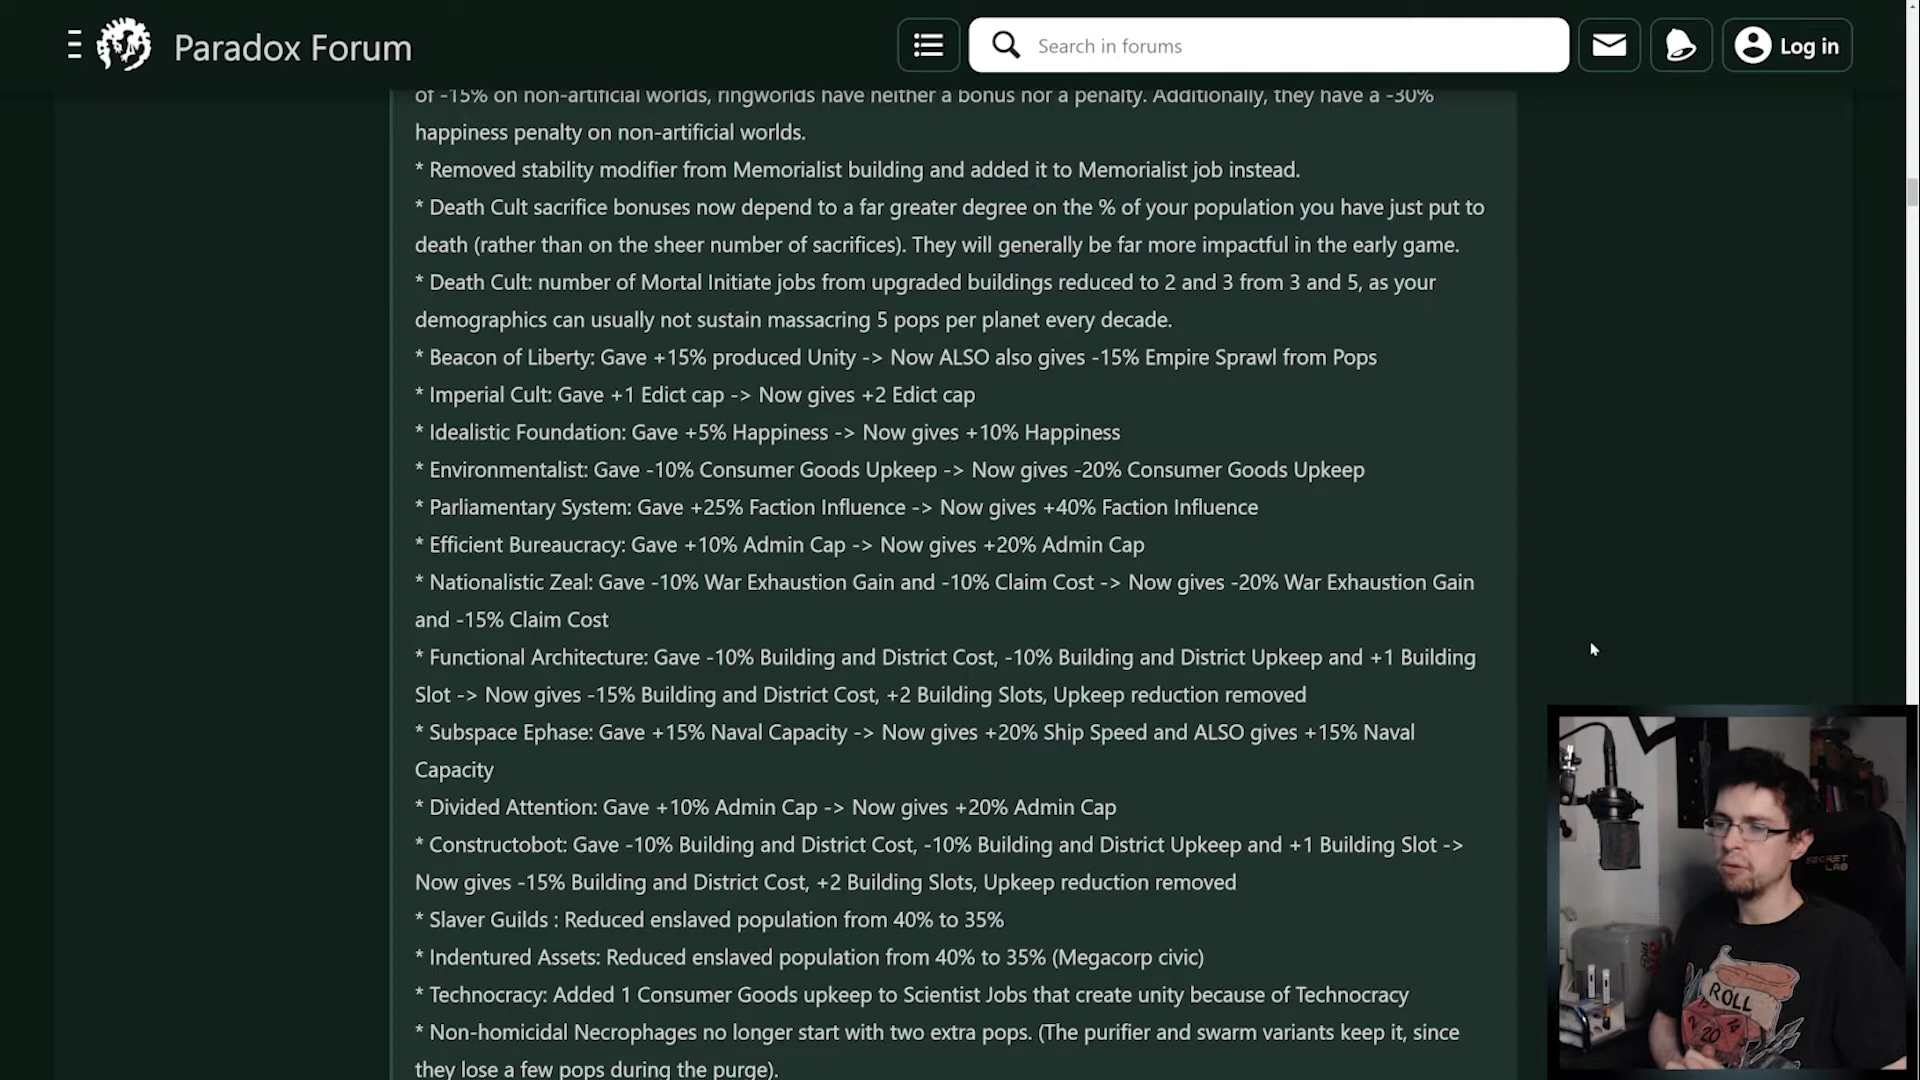 Paradox Forum
Search in forums
Log in
of -15% on non-artificial worlds, ringworlds have neither a bonus nor a penalty. Additionally, they have a -30%
happiness penalty on non-artificial worlds.
* Removed stability modifier from Memorialist building and added it to Memorialist job instead.
* Death Cult sacrifice bonuses now depend to a far greater degree on the % of your population you have just put to
death (rather than on the sheer number of sacrifices). They will generally be far more impactful in the early game.
* Death Cult: number of Mortal Initiate jobs from upgraded buildings reduced to 2 and 3 from 3 and 5, as your
demographics can usually not sustain massacring 5 pops per planet every decade.
* Beacon of Liberty: Gave +15% produced Unity -> Now ALSO also gives -15% Empire Sprawl from Pops
* Imperial Cult: Gave +1 Edict cap -> Now gives +2 Edict cap
* Idealistic Foundation: Gave +5% Happiness -> Now gives +10% Happiness
* Environmentalist: Gave -10% Consumer Goods Upkeep -> Now gives -20% Consumer Goods Upkeep
* Parliamentary System: Gave +25% Faction Influence -> Now gives +40% Faction Influence
* Efficient Bureaucracy: Gave +10% Admin Cap -> Now gives +20% Admin Cap
* Nationalistic Zeal: Gave -10% War Exhaustion Gain and -10% Claim Cost -> Now gives -20% War Exhaustion Gain
and -15% Claim Cost
* Functional Architecture: Gave -10% Building and District Cost, -10% Building and District Upkeep and +1 Building
Slot -> Now gives -15% Building and District Cost, +2 Building Slots, Upkeep reduction removed
* Subspace Ephase: Gave +15% Naval Capacity -> Now gives +20% Ship Speed and ALSO gives +15% Naval
Capacity
* Divided Attention: Gave +10% Admin Cap -> Now gives +20% Admin Cap
* Constructobot: Gave -10% Building and District Cost, -10% Building and District Upkeep and +1 Building Slot ->
Now gives -15% Building and District Cost, +2 Building Slots, Upkeep reduction removed
* Slaver Guilds : Reduced enslaved population from 40% to 35%
* Indentured Assets: Reduced enslaved population from 40% to 35% (Megacorp civic)
* Technocracy: Added 1 Consumer Goods upkeep to Scientist Jobs that create unity because of Technocracy
* Non-homicidal Necrophages no longer start with two extra pops. (The purifier and swarm variants keep it, since
they lose a few pops during the purge).
SECRET
LAB
ROLL
20